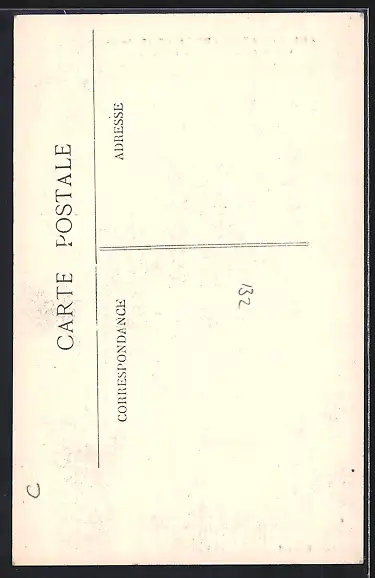 CARTE POSTALE
CORRESPONDANCE
ADRESSE
132
C